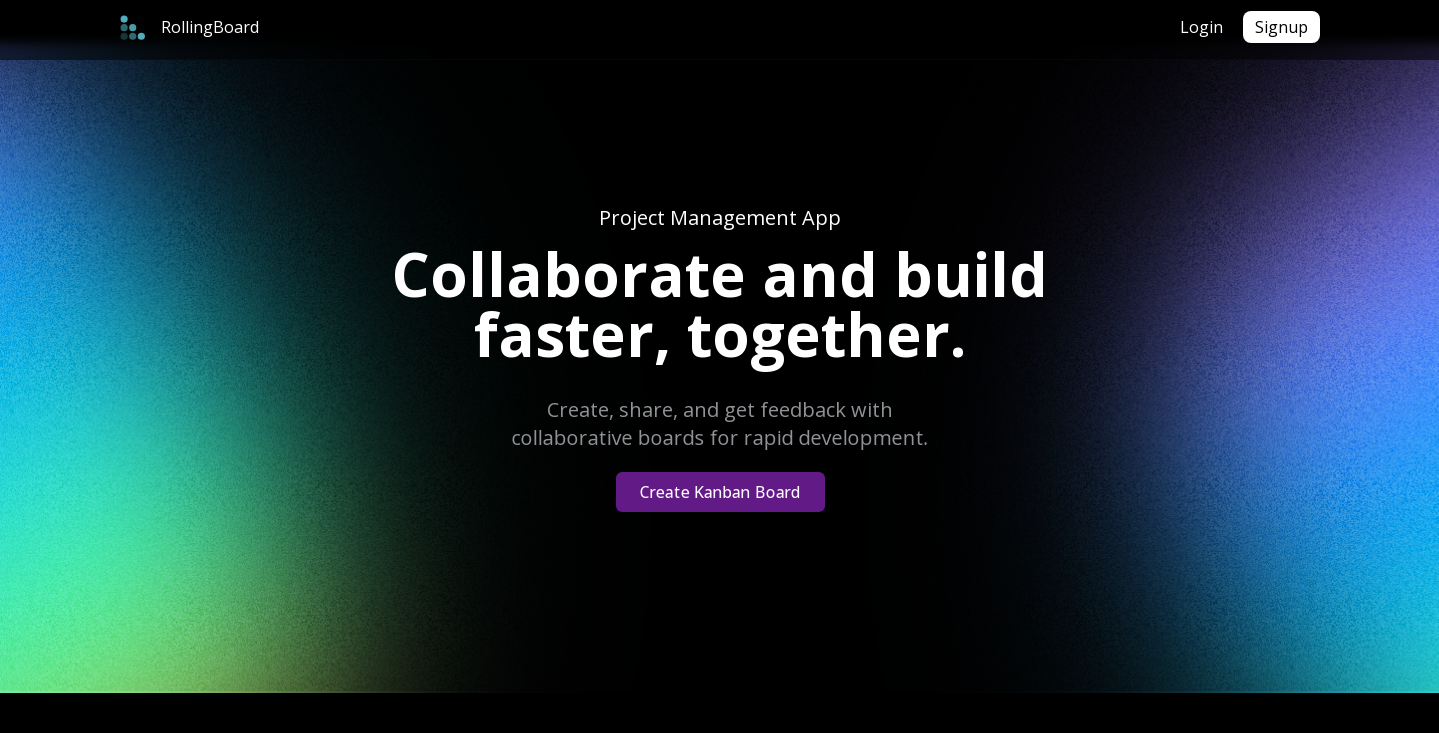 RollingBoard
Login
Signup
Project Management App
Collaborate and build
faster, together.
Create, share, and get feedback with
collaborative boards for rapid development.
Create Kanban Board